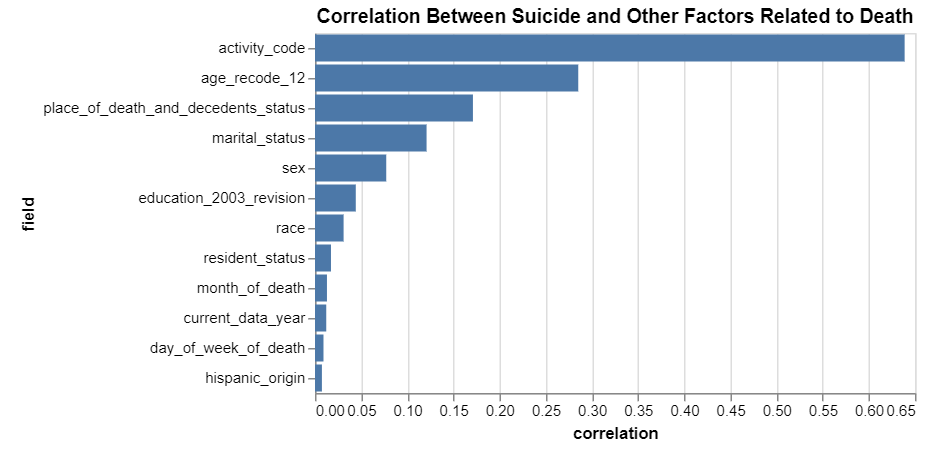 Correlation Between Suicide and Other Factors Related to Death
activity_code
age_recode_12
place_of_death_and_decedents_status
marital_status
sex
education_2003_revision
race
resident_status
month_of_death
current_data_year
day_of_week_of_death
hispanic_origin
field
0.00 0.05 0.10 0.15 0.20 0.25 0.30 0.35 0.40 0.45 0.50 0.55 0.60 0.65
correlation